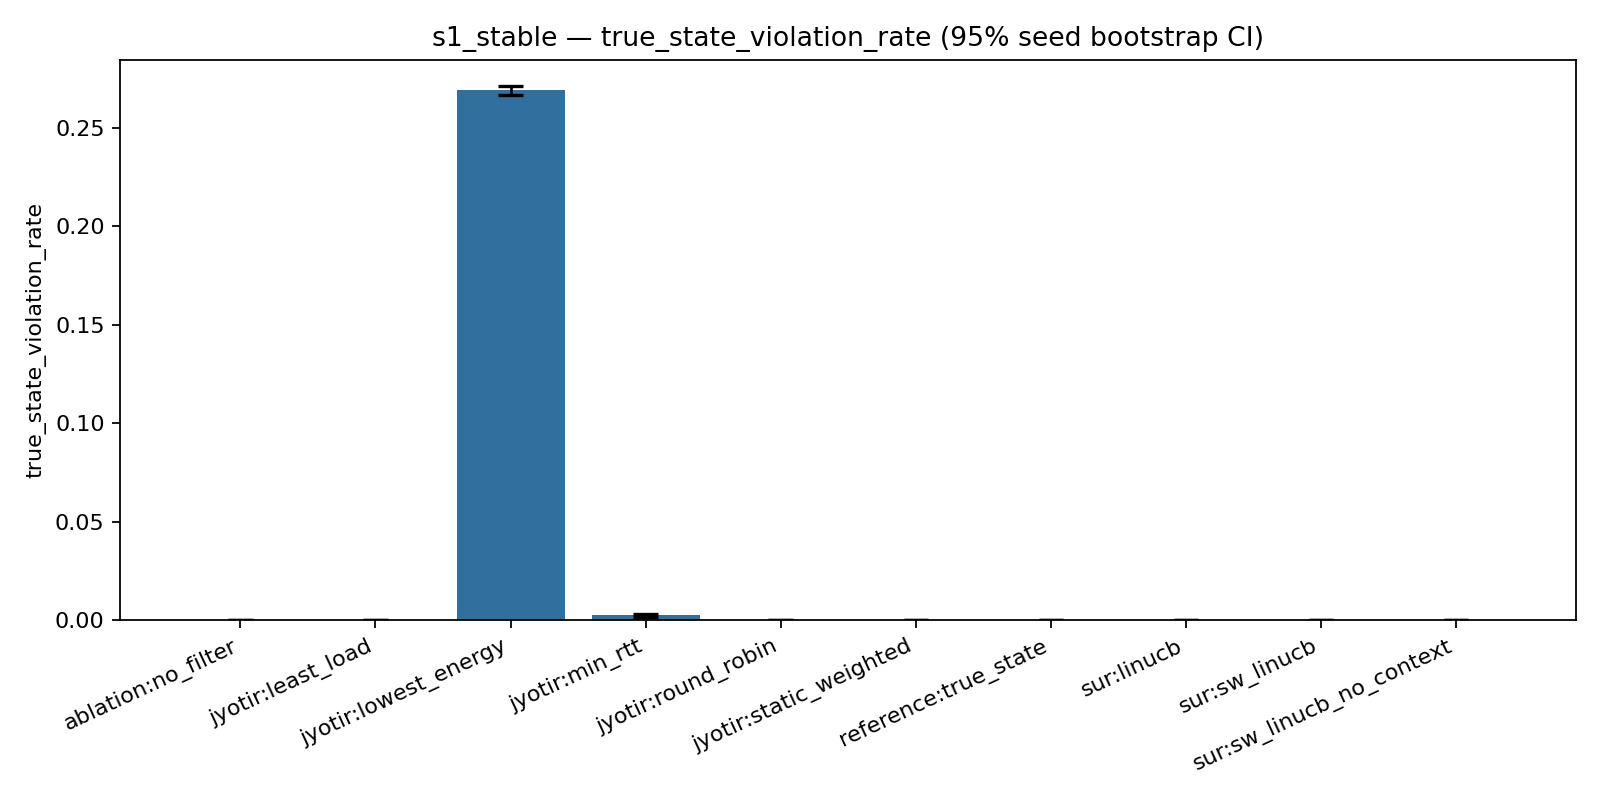 s1_stable — true_state_violation_rate (95% seed bootstrap CI)
true_state_violation_rate
0.25
0.20
0.15
0.10
0.05
0.00
ablation:no_filter
jyotir:least_load
jyotir:lowest_energy
jyotir:min_rtt
jyotir:round_robin
jyotir:static_weighted
reference:true_state
sur:linucb
sur:sw_linucb
sur:sw_linucb_no_context